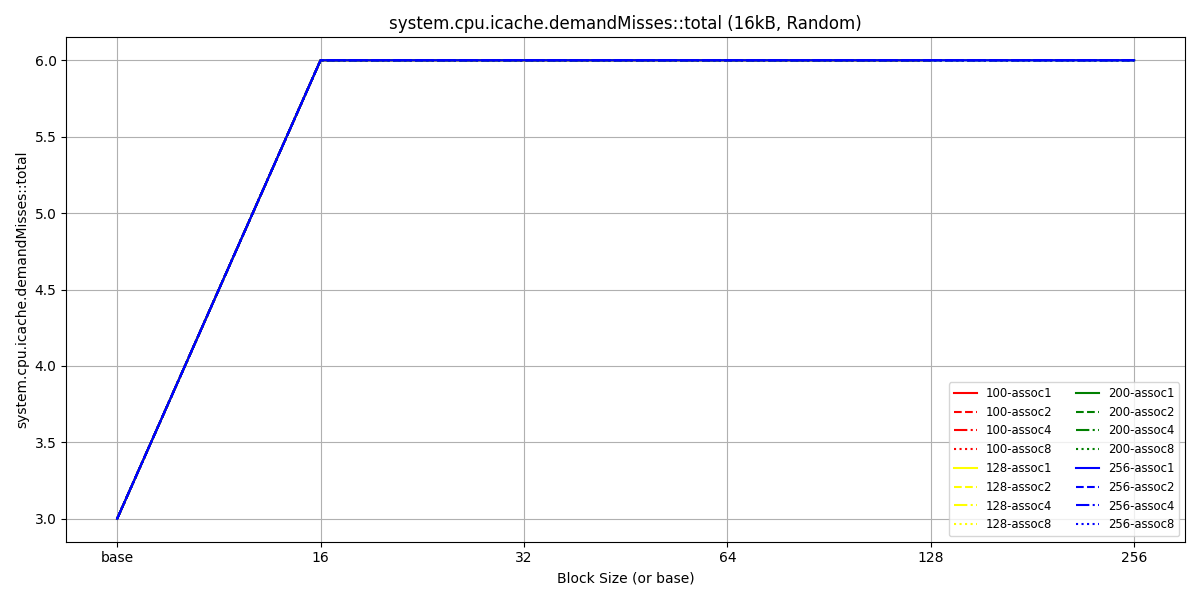 system.cpu.icache.demandMisses::total (16kB, Random)
system.cpu.icache.demandMisses::total
6.0
5.5
5.0
4.5
4.0
3.5
3.0
100-assoc1
100-assoc2
100-assoc4
100-assoc8
128-assoc1
128-assoc2
128-assoc4
128-assoc8
200-assoc1
200-assoc2
200-assoc4
200-assoc8
256-assoc1
256-assoc2
256-assoc4
256-assoc8
base 16 32 64 128 256
Block Size (or base)